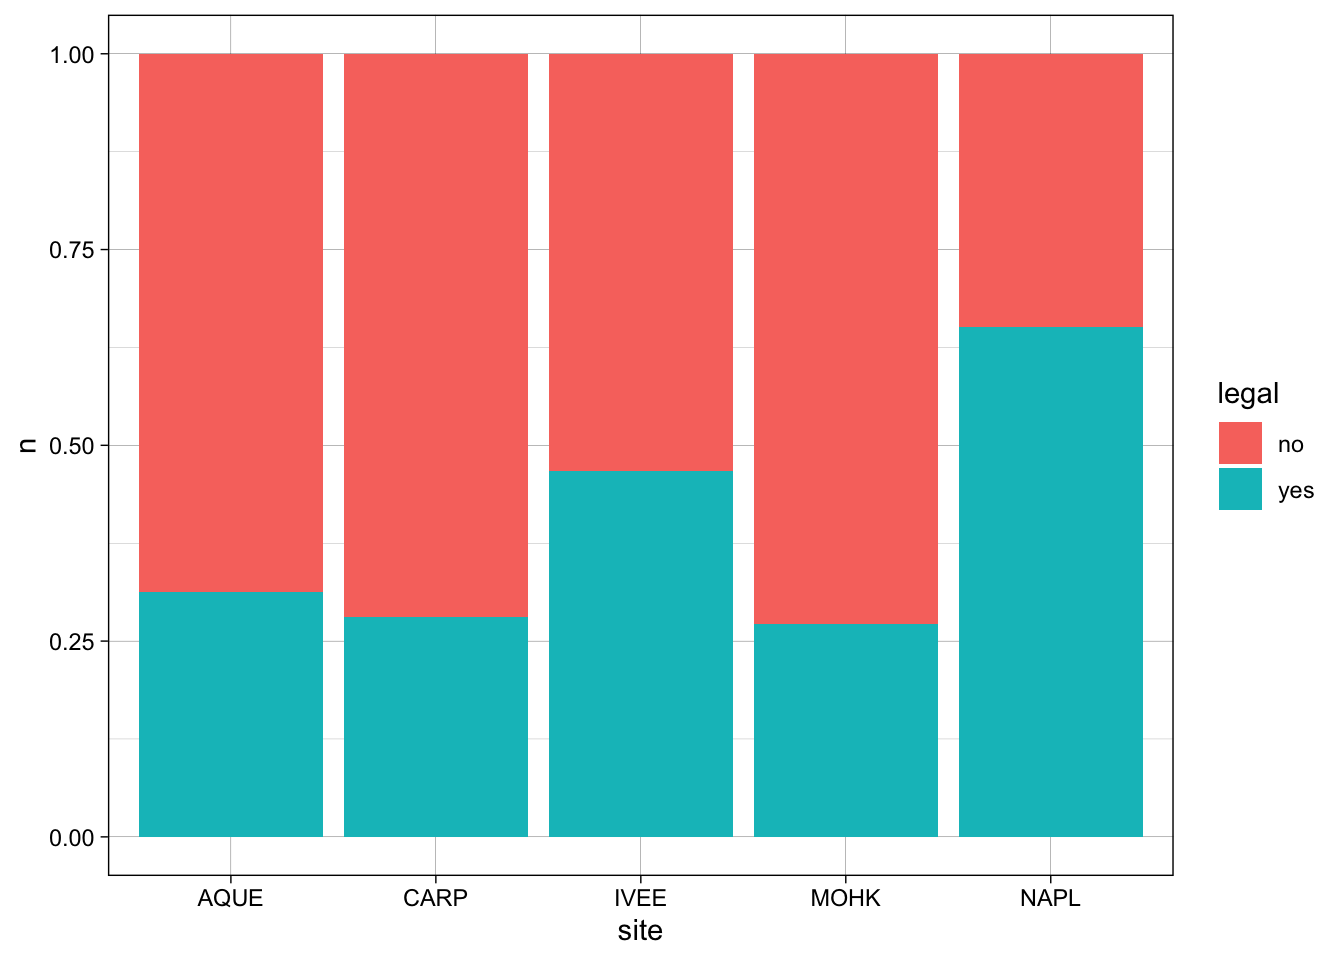 1.00
0.75
0.50
0.25
0.00
n
AQUE CARP IVEE MOHK NAPL
site
legal
no
yes